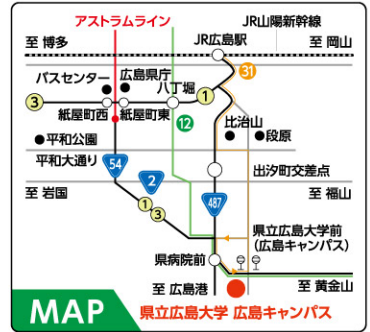 アストラムライン
JR山陽新幹線
至 博多
JR広島駅
至 岡山
バスセンター
広島県庁
八丁堀
31
3
1
紙屋町西
紙屋町東
12
比治山
段原
平和公園
平和大通り
54
2
出汐町交差点
至 岩国
487
至 福山
1
3
県立広島大学前
(広島キャンパス)
県病院前
至 広島港
至 黄金山
MAP
県立広島大学 広島キャンパス